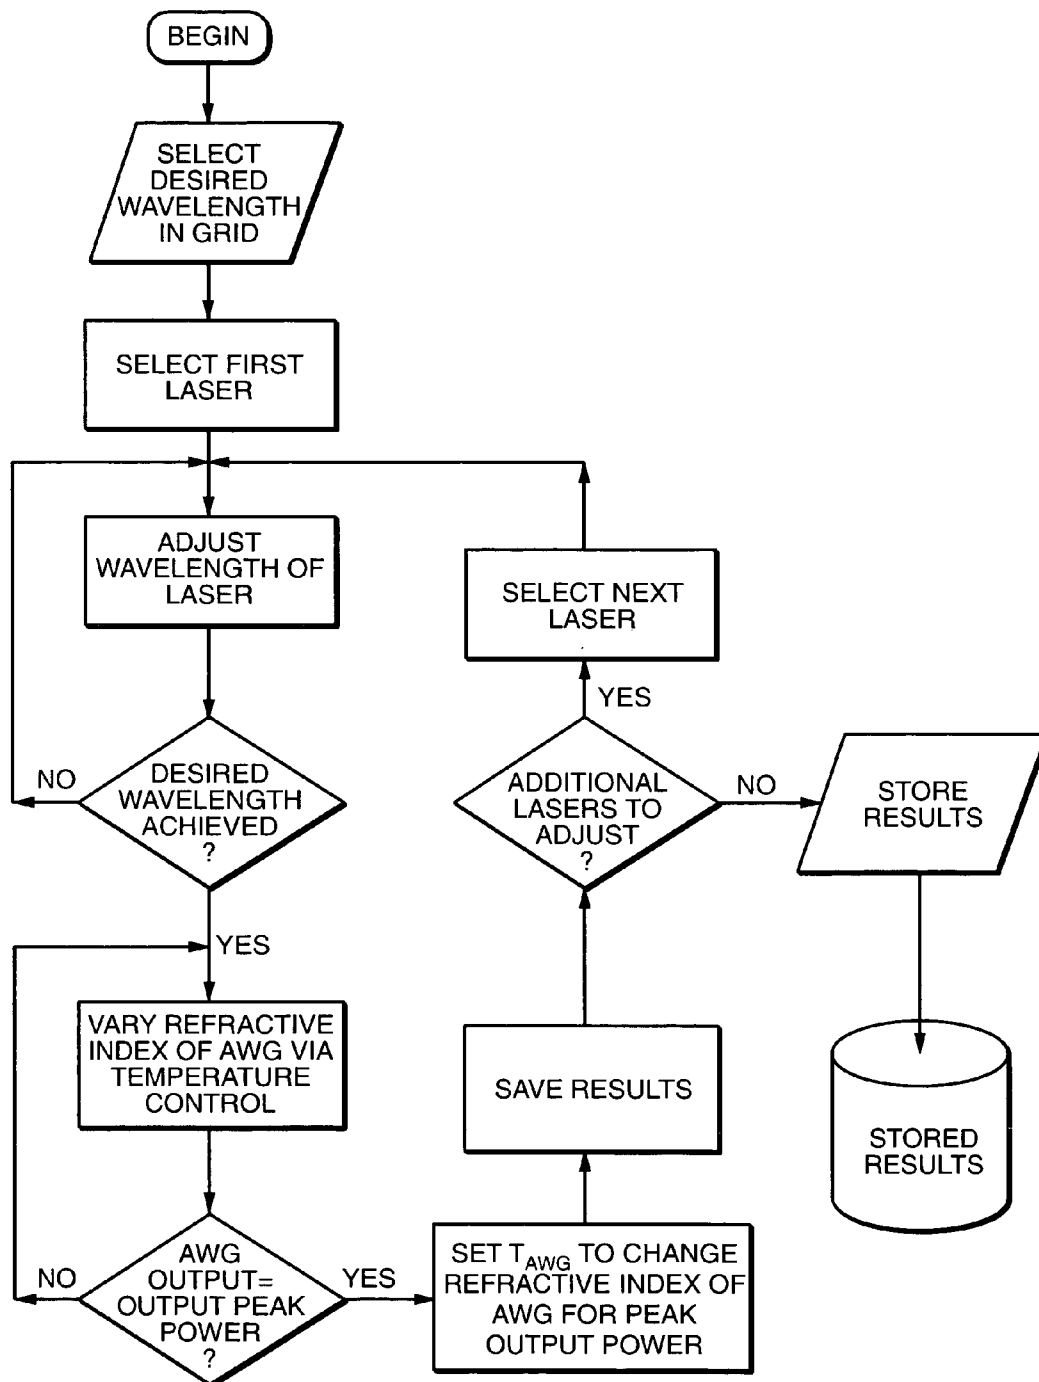 BEGIN
SELECT
DESIRED
WAVELENGTH
IN GRID
SELECT FIRST
LASER
ADJUST
WAVELENGTH OF
LASER
DESIRED
WAVELENGTH
ACHIEVED
?
NO
YES
VARY REFRACTIVE
INDEX OF AWG VIA
TEMPERATURE
CONTROL
AWG
OUTPUT=
OUTPUT PEAK
POWER
?
NO
YES
SET TAWG TO CHANGE
REFRACTIVE INDEX OF
AWG FOR PEAK
OUTPUT POWER
SAVE RESULTS
ADDITIONAL
LASERS TO
ADJUST
?
YES
SELECT NEXT
LASER
NO
STORE
RESULTS
STORED
RESULTS